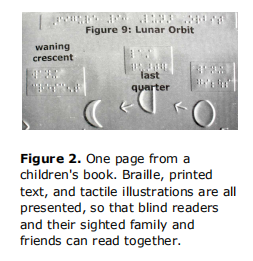 Figure 9: Lunar Orbit
waning
crescent
last
quarter
Figure 2. One page from a
children's book. Braille, printed
text, and tactile illustrations are all
presented, so that blind readers
and their sighted family and
friends can read together.